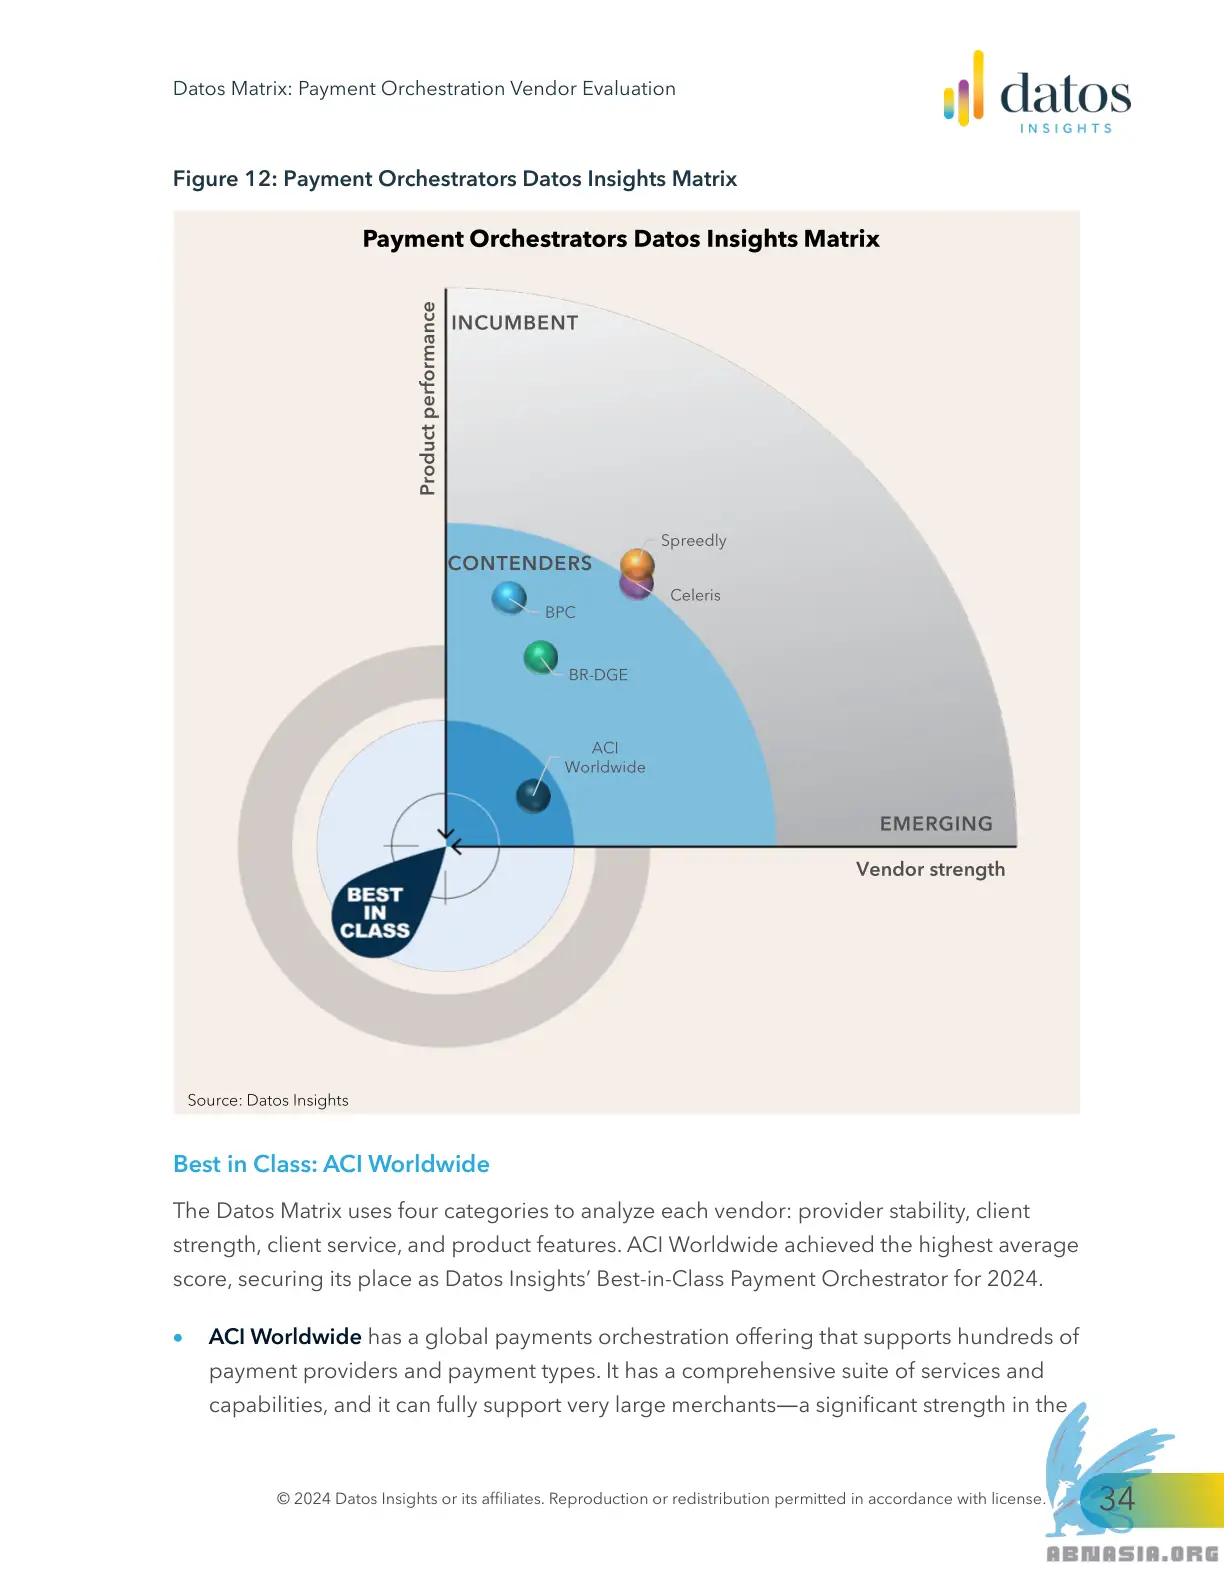 Datos Matrix: Payment Orchestration Vendor Evaluation
datos
INSIGHTS
Figure 12: Payment Orchestrators Datos Insights Matrix
Payment Orchestrators Datos Insights Matrix
Product performance
INCUMBENT
Spreedly
CONTENDERS
Celeris
BPC
BR-DGE
ACI
Worldwide
EMERGING
Vendor strength
BEST
IN
CLASS
Source: Datos Insights
Best in Class: ACI Worldwide
The Datos Matrix uses four categories to analyze each vendor: provider stability, client
strength, client service, and product features. ACI Worldwide achieved the highest average
score, securing its place as Datos Insights’ Best-in-Class Payment Orchestrator for 2024.
• ACI Worldwide has a global payments orchestration offering that supports hundreds of
payment providers and payment types. It has a comprehensive suite of services and
capabilities, and it can fully support very large merchants—a significant strength in the
© 2024 Datos Insights or its affiliates. Reproduction or redistribution permitted in accordance with license.
34
ABNASIA.ORG